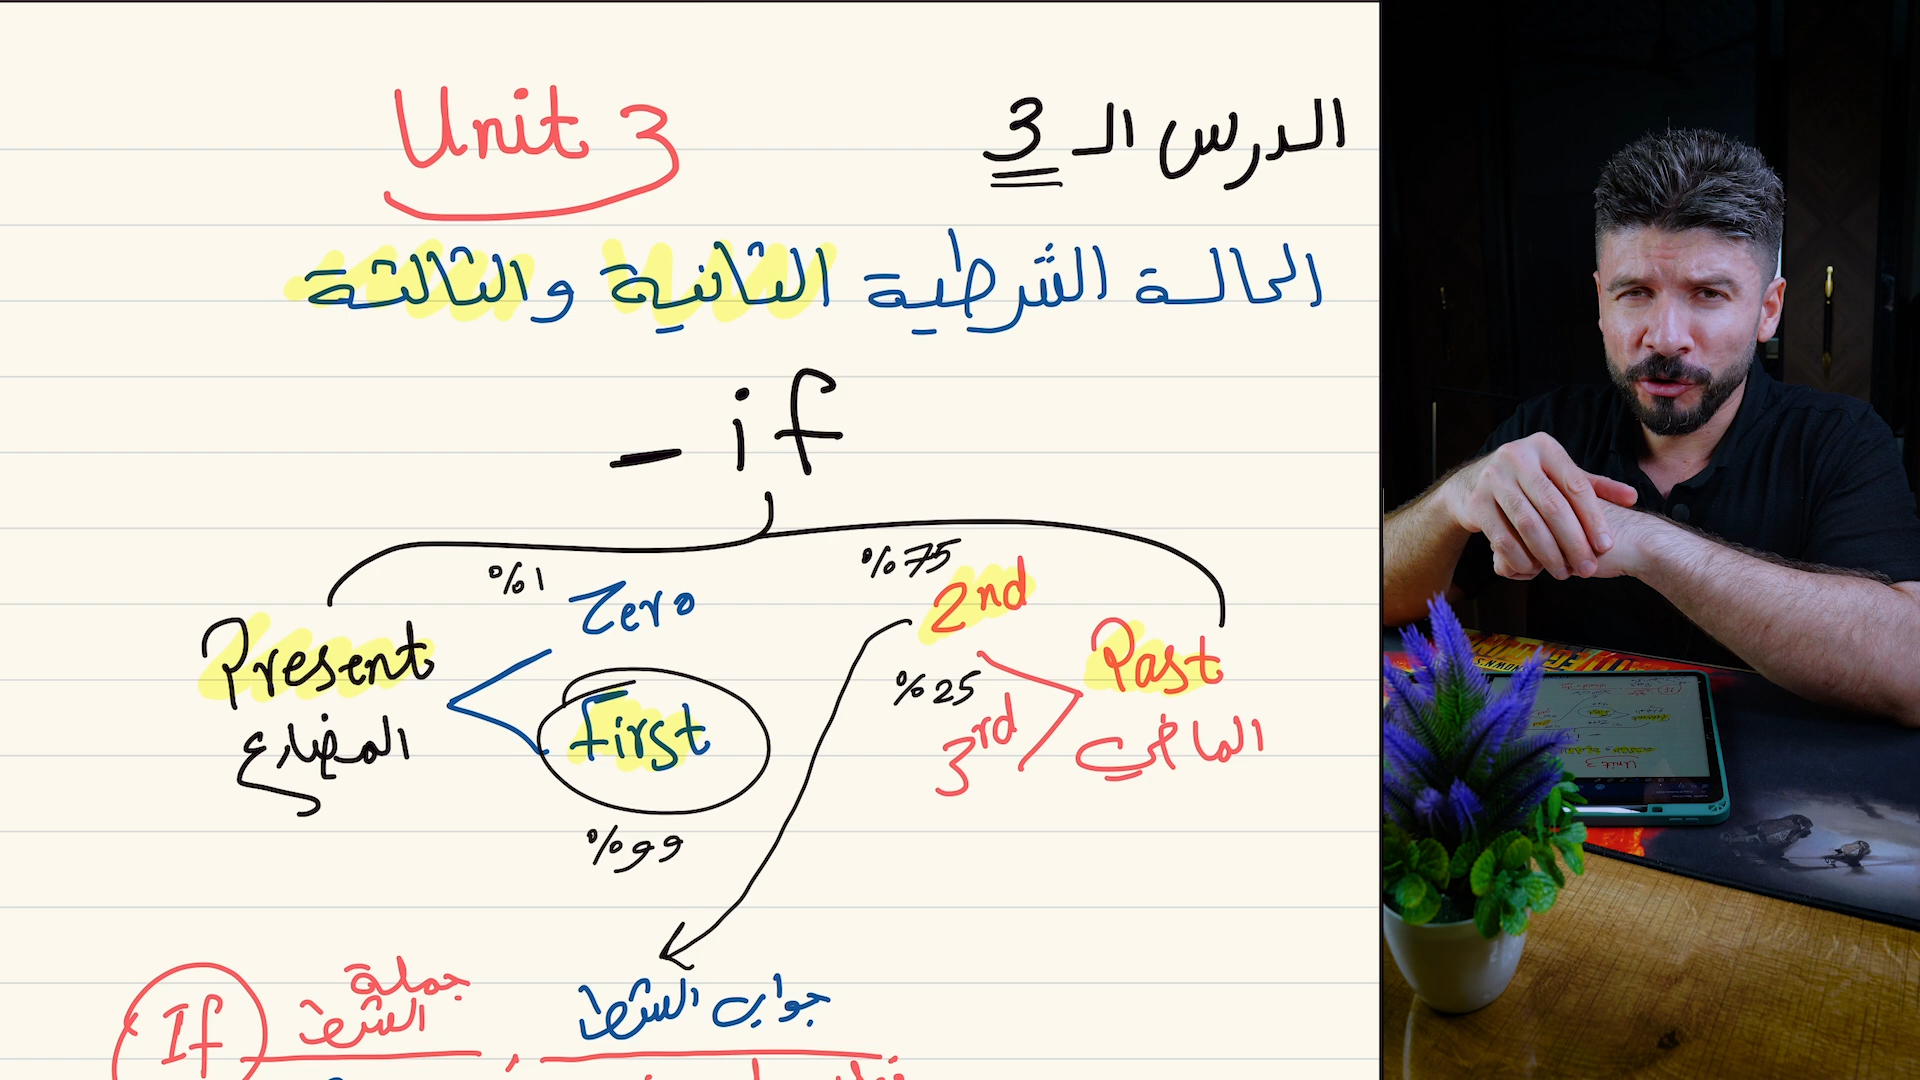 Unit 3
الدرس الـ 3
الحالة الشرطية الثانية والثالثة
- if
%1 Zero
%75 2nd
Present
First
%25 3rd
Past
المضارع
الماضي
%99
If جملة الشرط , جواب الشرط